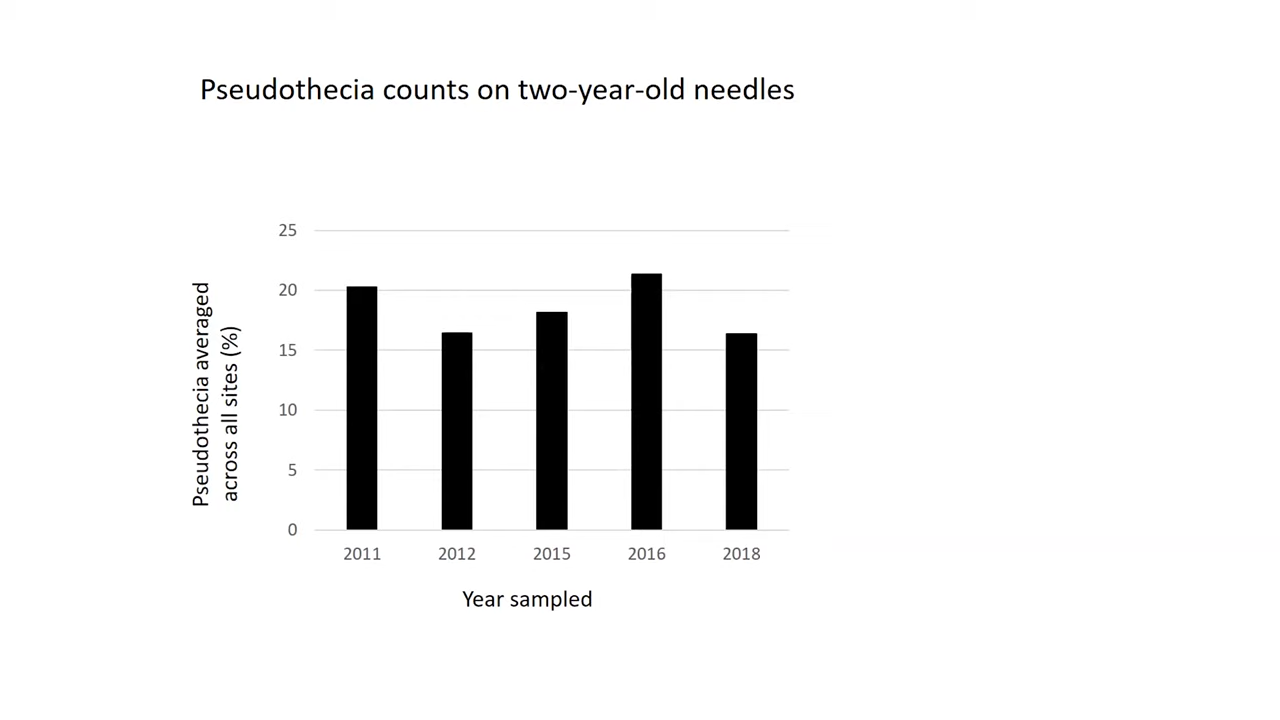 Pseudothecia counts on two-year-old needles
Pseudothecia averaged
across all sites (%)
25
20
15
10
5
0
2011 2012 2015 2016 2018
Year sampled